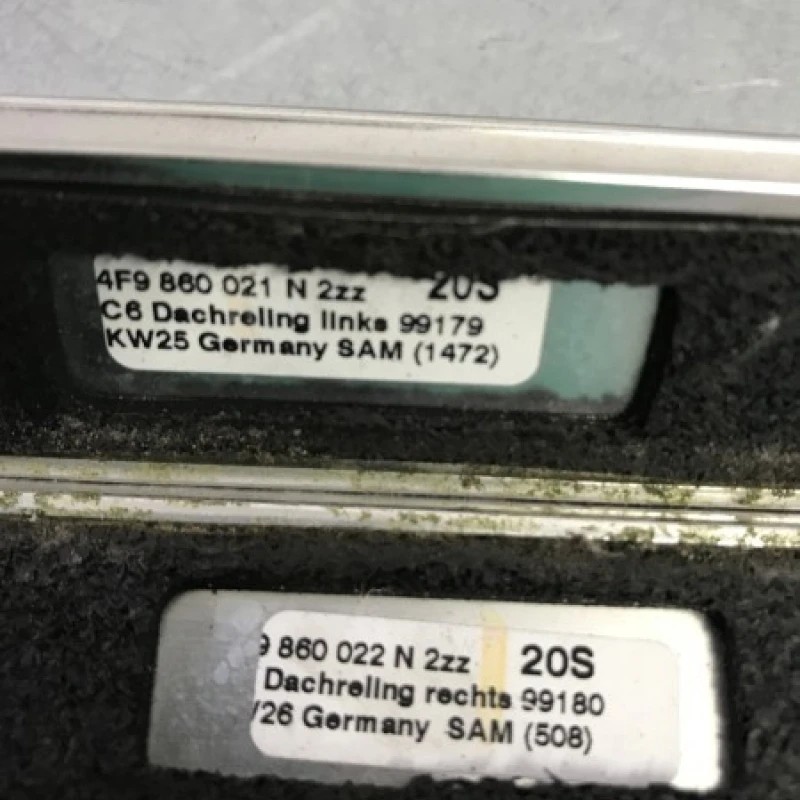 4F9 860 021 N 2zz 20S
C6 Dachreling links 99179
KW25 Germany SAM (1472)
9 860 022 N 2zz 20S
Dachreling rechts 99180
/26 Germany SAM (508)